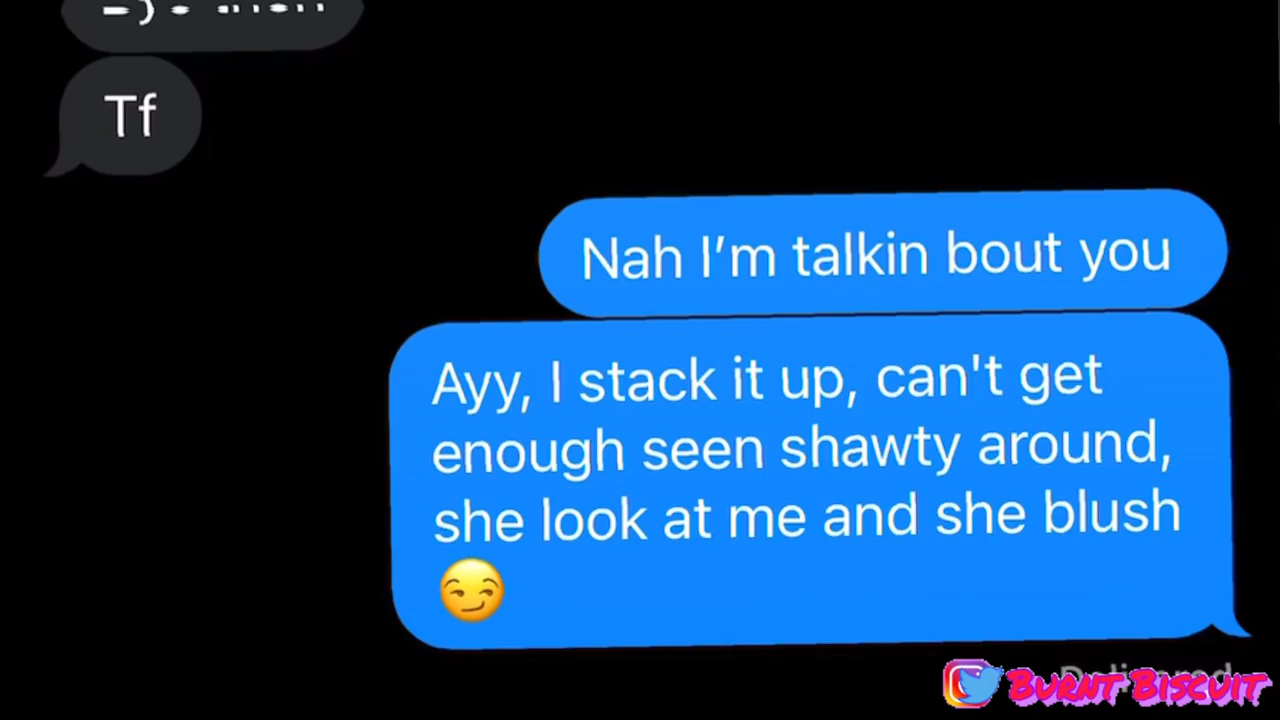 Tf
Nah I’m talkin bout you
Ayy, I stack it up, can't get
enough seen shawty around,
she look at me and she blush
😏
Delivered
Burnt Biscuit